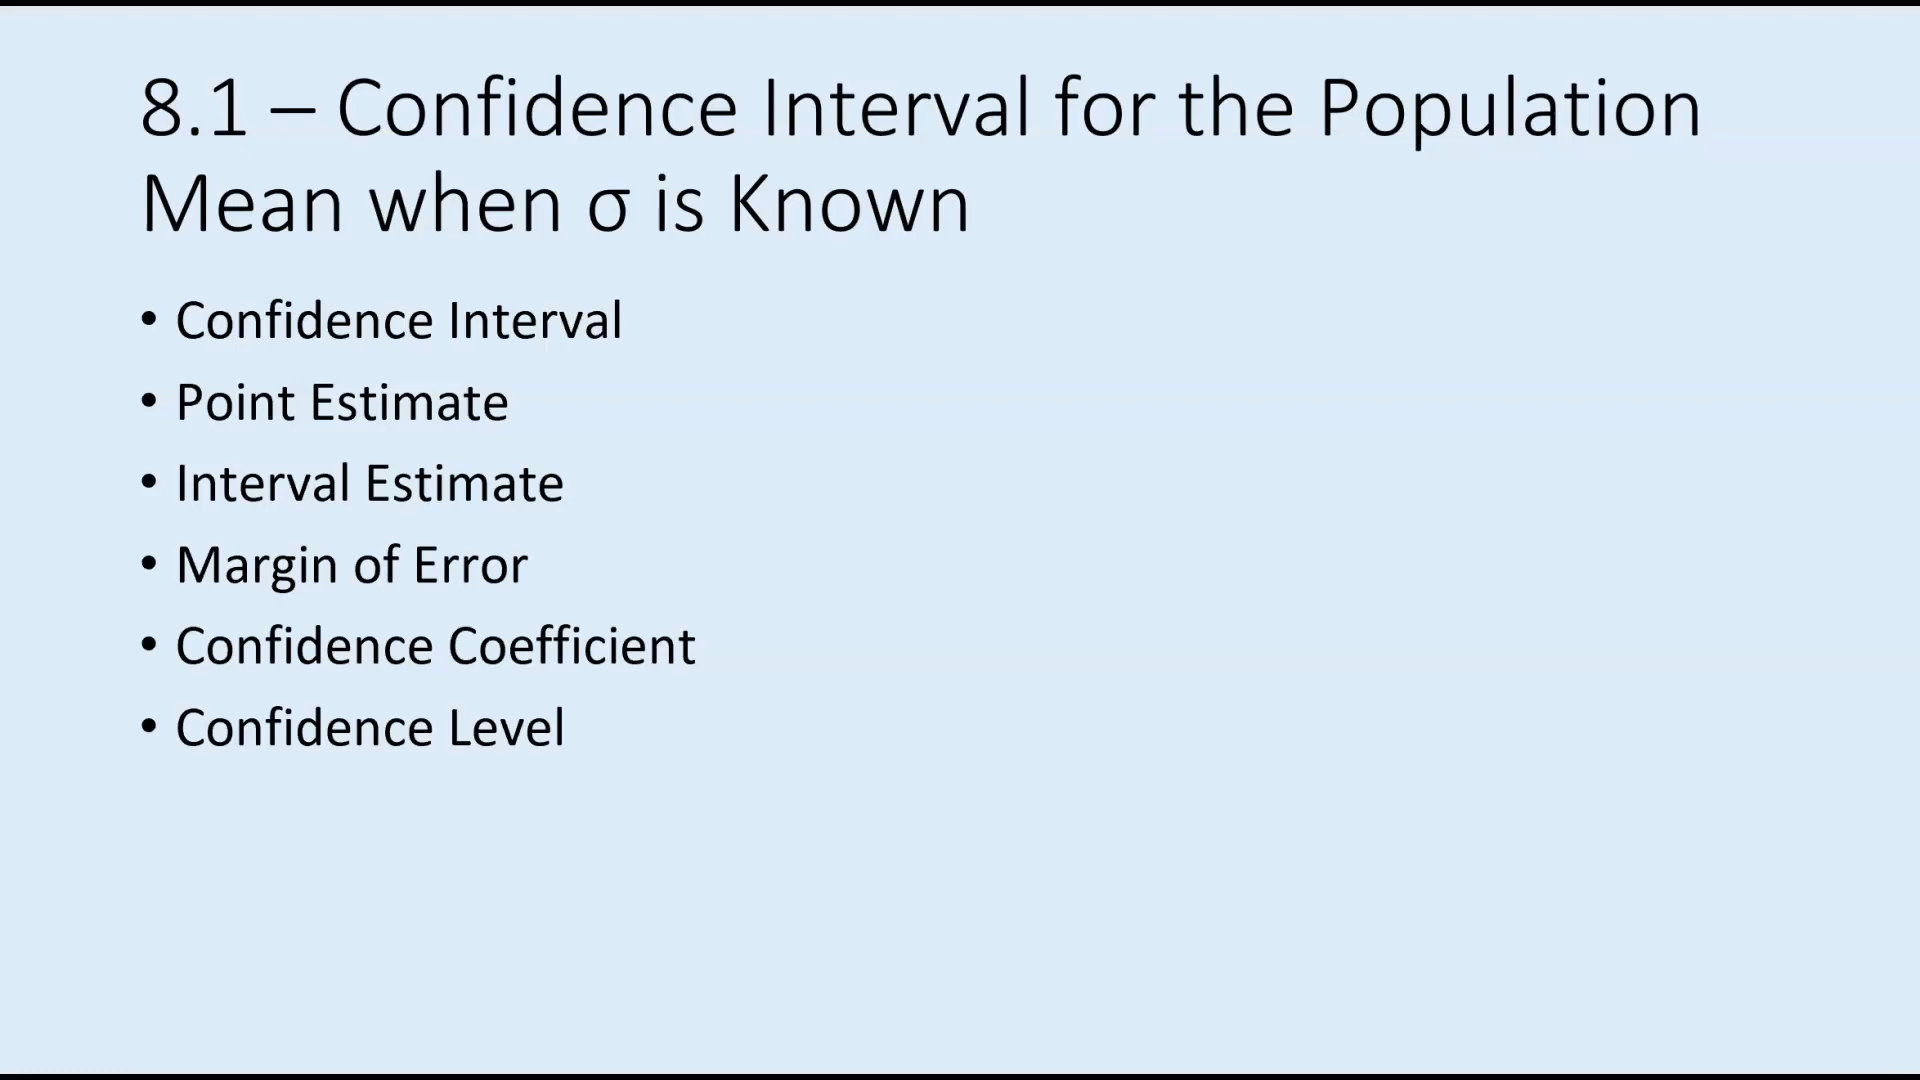 8.1 – Confidence Interval for the Population
Mean when σ is Known
• Confidence Interval
• Point Estimate
• Interval Estimate
• Margin of Error
• Confidence Coefficient
• Confidence Level